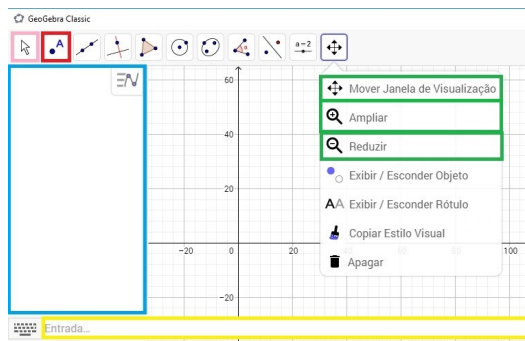 GeoGebra Classic
A
a=2
60
Mover Janela de Visualização
Ampliar
40
Reduzir
20
Exibir / Esconder Objeto
AA Exibir / Esconder Rótulo
Copiar Estilo Visual
−20 0 20 100
Apagar
−20
Entrada...